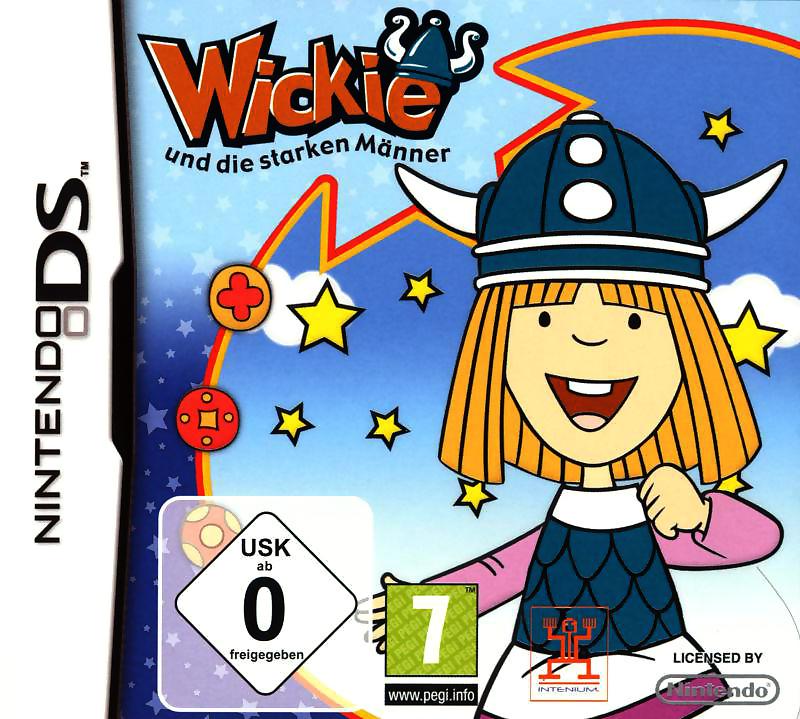 Wickie
und die starken Männer
NINTENDO DS™
USK
ab
0
freigegeben
7
™
www.pegi.info
INTENIUM
LICENSED BY
Nintendo